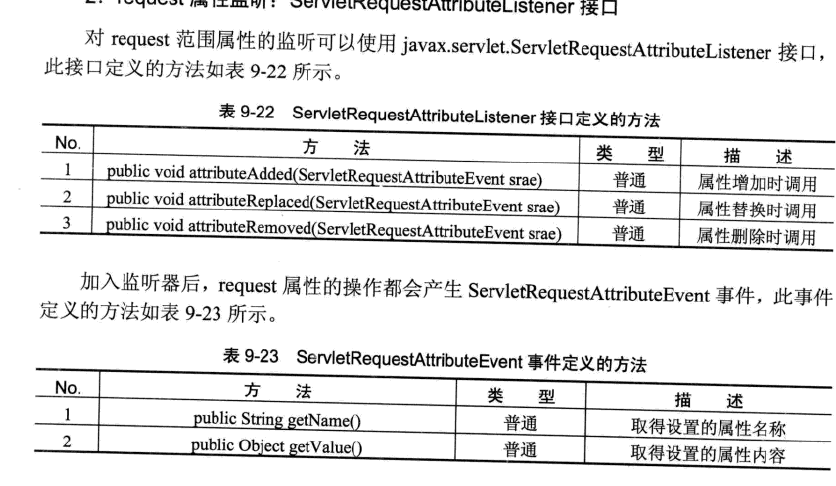 2. request 属性监听：ServletRequestAttributeListener 接口
对 request 范围属性的监听可以使用 javax.servlet.ServletRequestAttributeListener 接口，
此接口定义的方法如表 9-22 所示。
表 9-22 ServletRequestAttributeListener 接口定义的方法
No. 方 法 类 型 描 述
1 public void attributeAdded(ServletRequestAttributeEvent srae) 普通 属性增加时调用
2 public void attributeReplaced(ServletRequestAttributeEvent srae) 普通 属性替换时调用
3 public void attributeRemoved(ServletRequestAttributeEvent srae) 普通 属性删除时调用
加入监听器后，request 属性的操作都会产生 ServletRequestAttributeEvent 事件，此事件
定义的方法如表 9-23 所示。
表 9-23 ServletRequestAttributeEvent 事件定义的方法
No. 方 法 类 型 描 述
1 public String getName() 普通 取得设置的属性名称
2 public Object getValue() 普通 取得设置的属性内容